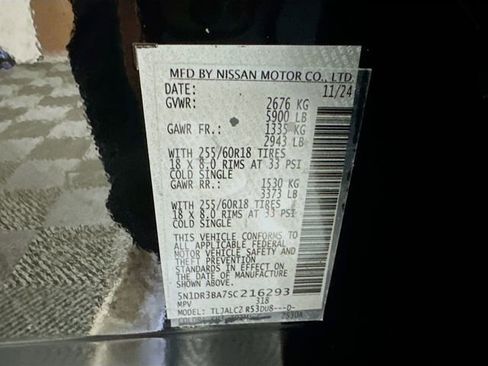 MFD BY NISSAN MOTOR CO., LTD.
DATE: 11/24
GVWR: 2676 KG
5900 LB
GAWR FR.: 1335 KG
2943 LB
WITH 255/60R18 TIRES
18 X 8.0 RIMS AT 33 PSI
COLD SINGLE
GAWR RR.: 1530 KG
3373 LB
WITH 255/60R18 TIRES
18 X 8.0 RIMS AT 33 PSI
COLD SINGLE
THIS VEHICLE CONFORMS TO
ALL APPLICABLE FEDERAL
MOTOR VEHICLE SAFETY AND
THEFT PREVENTION
STANDARDS IN EFFECT ON
THE DATE OF MANUFACTURE
SHOWN ABOVE.
5N1DR3BA7SC216293
MPV 318
MODEL: TLJALC2 R53DU8---D-